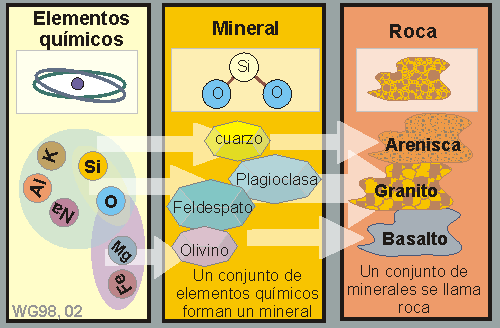 Elementos
químicos
K
Si
Al
O
Na
Mg
Fe
WG98, 02
Mineral
Si
O
O
cuarzo
Plagioclasa
Feldespato
Olivino
Un conjunto de
elementos químicos
forman un mineral
Roca
Arenisca
Granito
Basalto
Un conjunto de
minerales se llama
roca